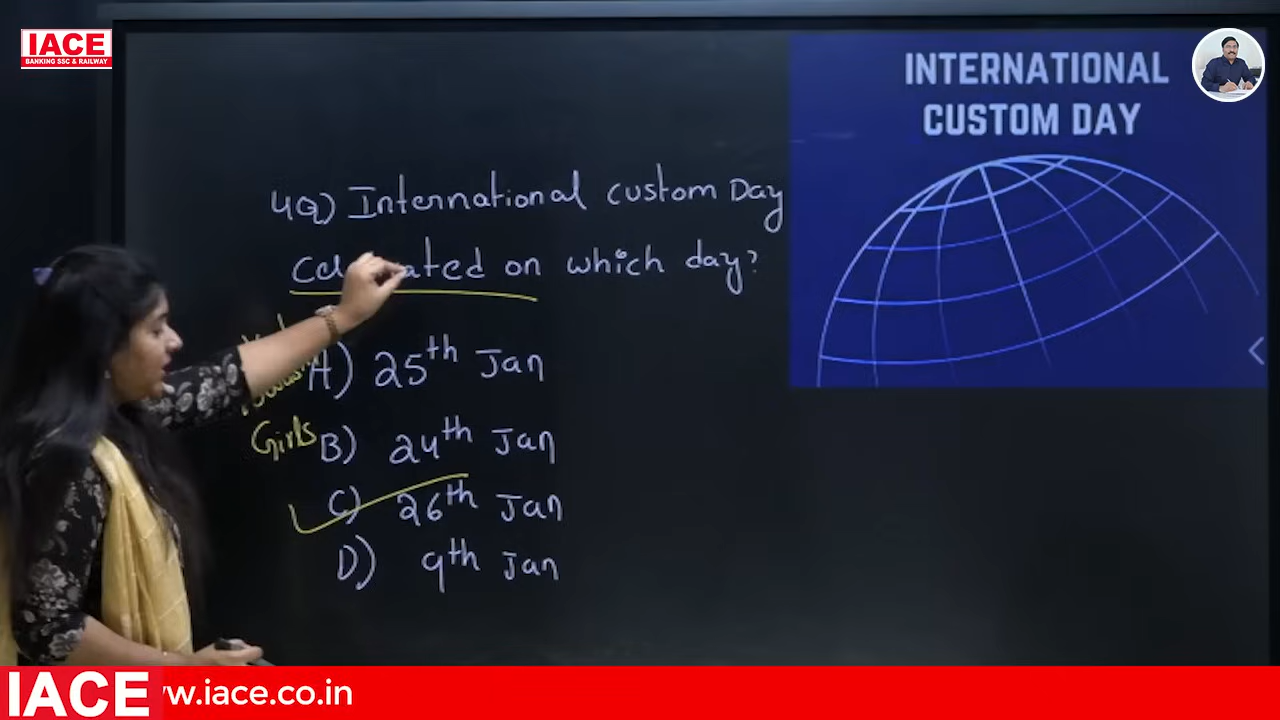 IACE
BANKING SSC & RAILWAY
INTERNATIONAL
CUSTOM DAY
4Q) International custom Day
on which day?
A) 25th Jan
Girls B) 24th Jan
C) 26th Jan
D) 9th Jan
IACE
.iace.co.in